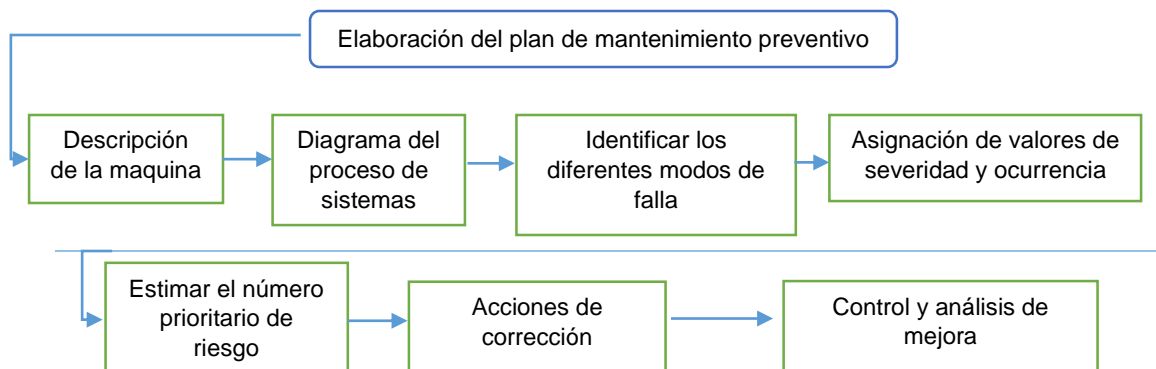 Elaboración del plan de mantenimiento preventivo
Descripción
de la maquina
Diagrama del
proceso de
sistemas
Identificar los
diferentes modos de
falla
Asignación de valores de
severidad y ocurrencia
Estimar el número
prioritario de
riesgo
Acciones de
corrección
Control y análisis de
mejora